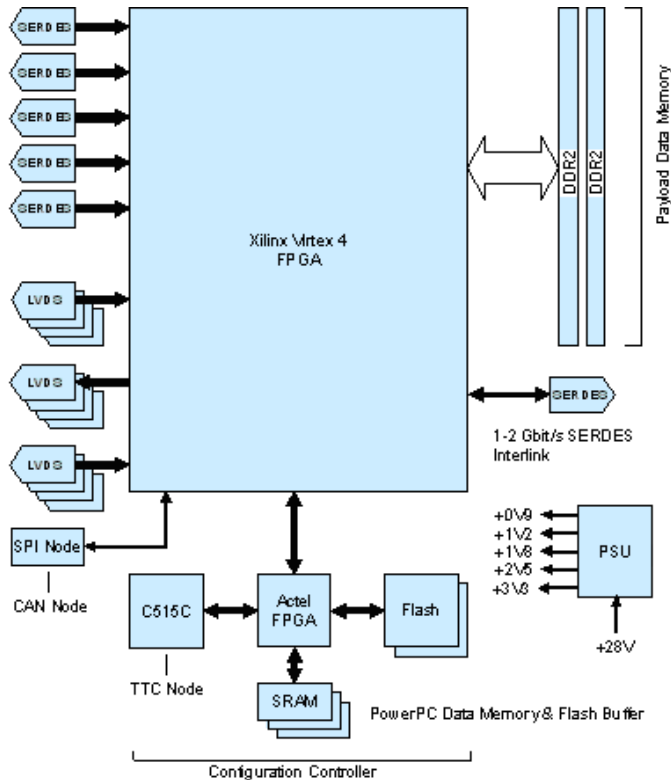 SERDES
SERDES
SERDES
SERDES
SERDES
Xilinx Virtex 4
FPGA
DDR2
DDR2
Payload Data Memory
LVDS
LVDS
LVDS
SERDES
1-2 Gbit/s SERDES
Interlink
SPI Node
CAN Node
+0V9
+1V2
+1V8
+2V5
+3V3
PSU
+28V
C515C
TTC Node
Actel
FPGA
Flash
SRAM
PowerPC Data Memory & Flash Buffer
Configuration Controller